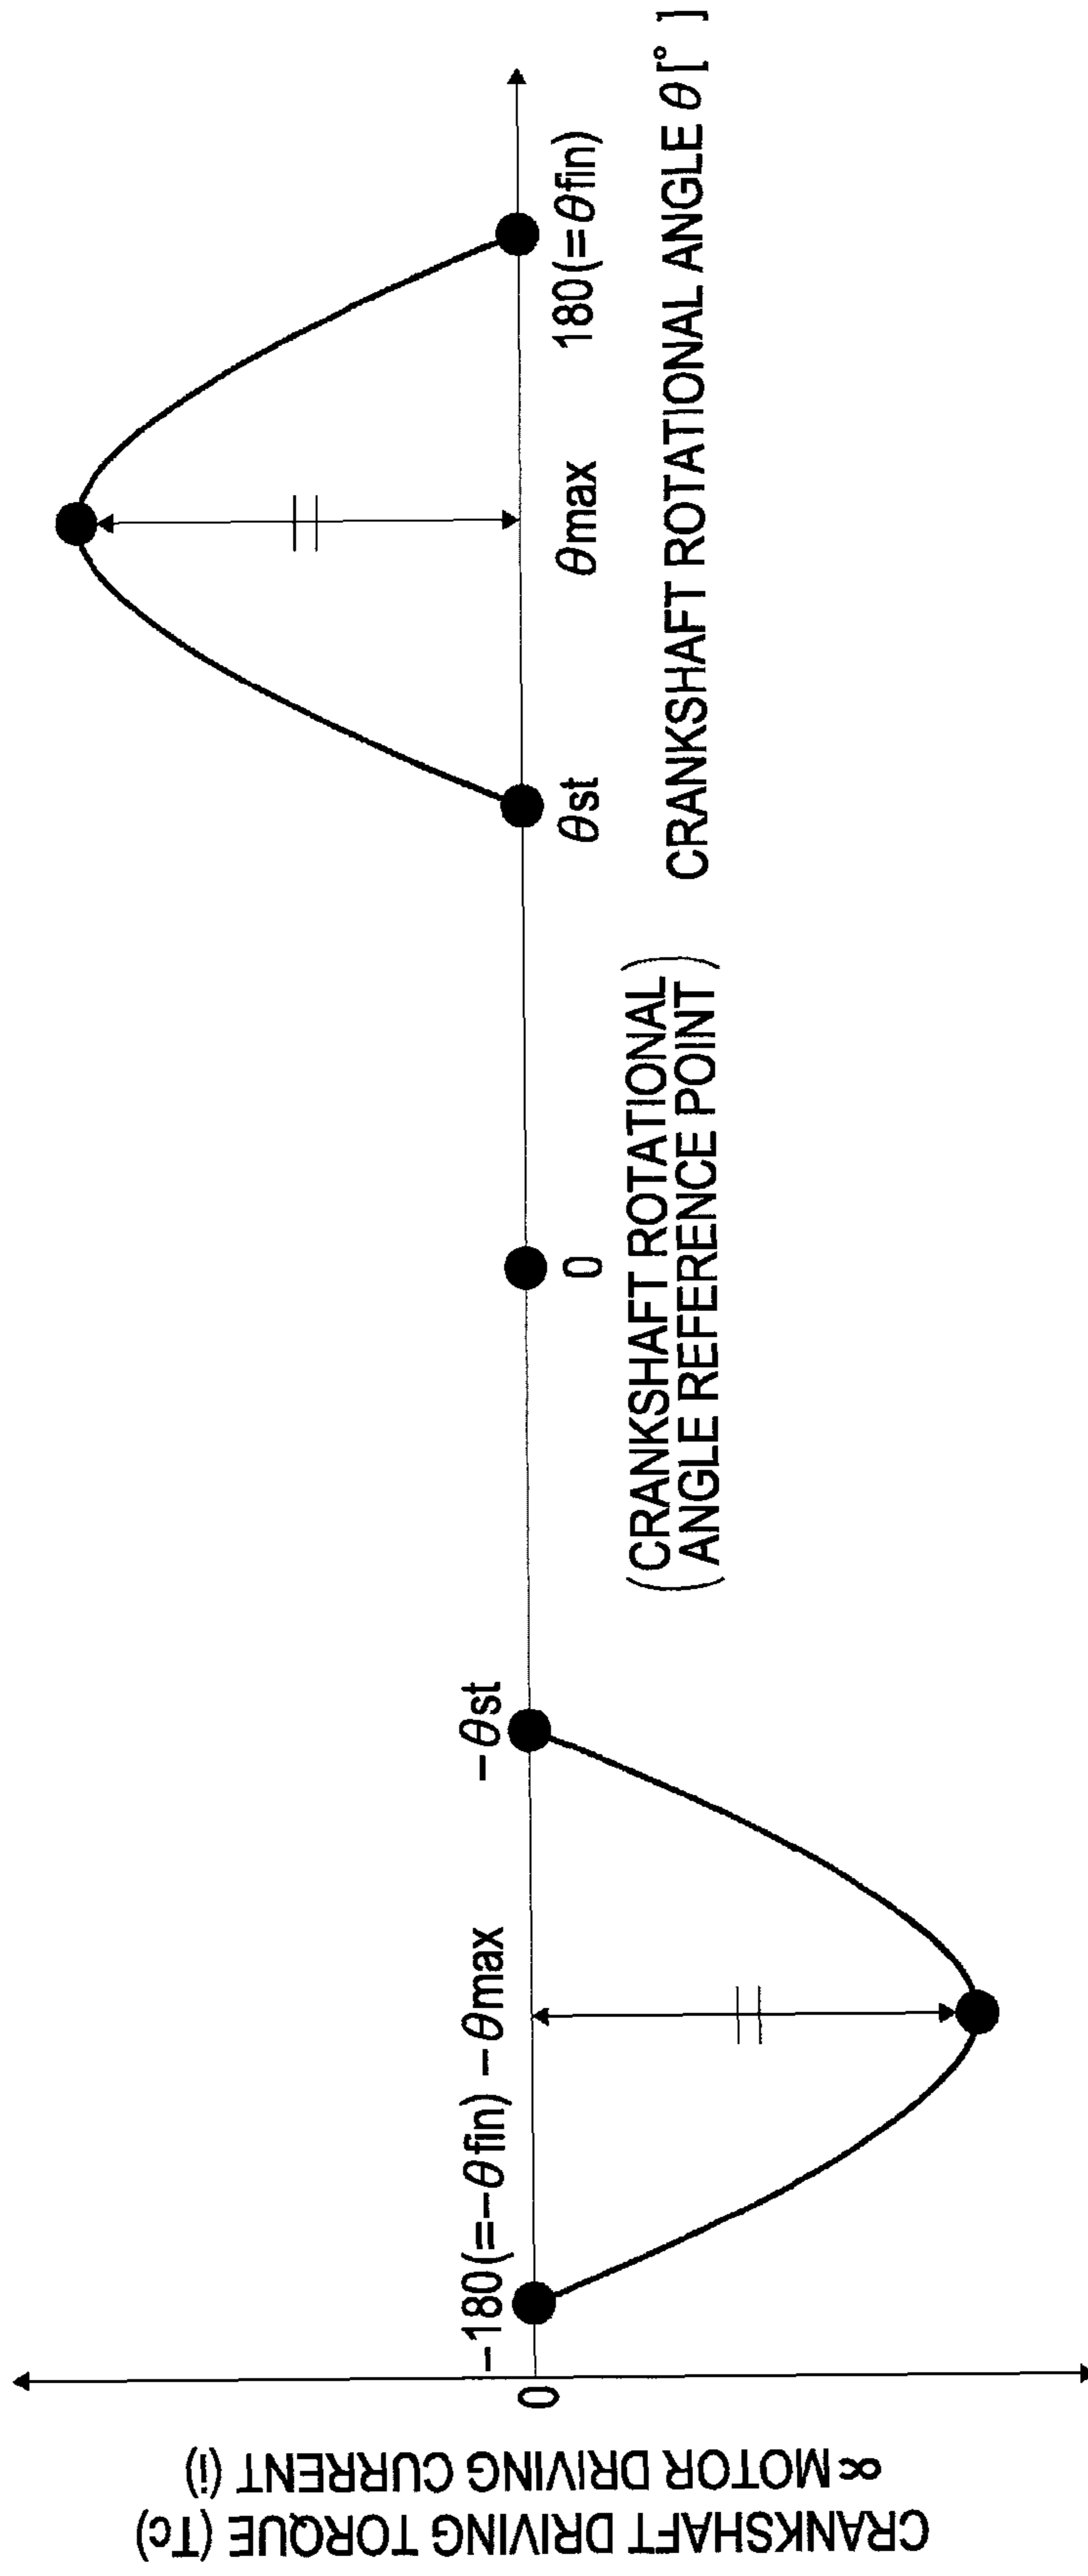 CRANKSHAFT DRIVING TORQUE (Tc)
∝ MOTOR DRIVING CURRENT (i)
0
-180(=-θfin)
-θmax
-θst
0
(CRANKSHAFT ROTATIONAL
ANGLE REFERENCE POINT)
θst
θmax
180(=θfin)
CRANKSHAFT ROTATIONAL ANGLE θ[° ]